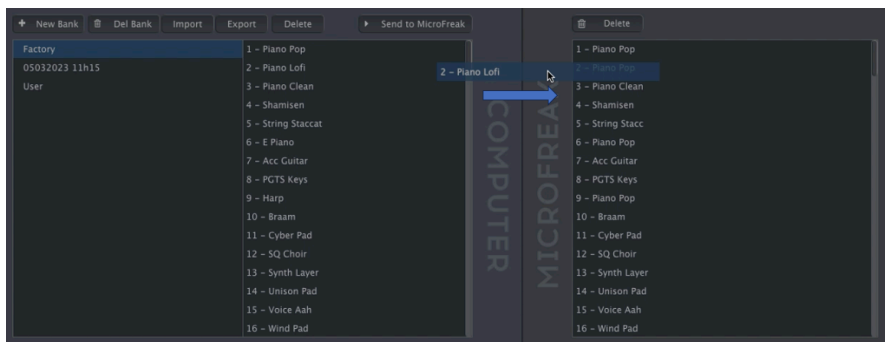 + New Bank Del Bank Import Export Delete Send to MicroFreak Delete
Factory
05032023 11h15
User
1 – Piano Pop
2 – Piano Lofi
3 – Piano Clean
4 – Shamisen
5 – String Staccat
6 – E Piano
7 – Acc Guitar
8 – PGTS Keys
9 – Harp
10 – Braam
11 – Cyber Pad
12 – SQ Choir
13 – Synth Layer
14 – Unison Pad
15 – Voice Aah
16 – Wind Pad
2 – Piano Lofi
COMPUTER
MICROFREAK
1 – Piano Pop
2 – Piano Pop
3 – Piano Clean
4 – Shamisen
5 – String Stacc
6 – Piano Pop
7 – Acc Guitar
8 – PGTS Keys
9 – Piano Pop
10 – Braam
11 – Cyber Pad
12 – SQ Choir
13 – Synth Layer
14 – Unison Pad
15 – Voice Aah
16 – Wind Pad